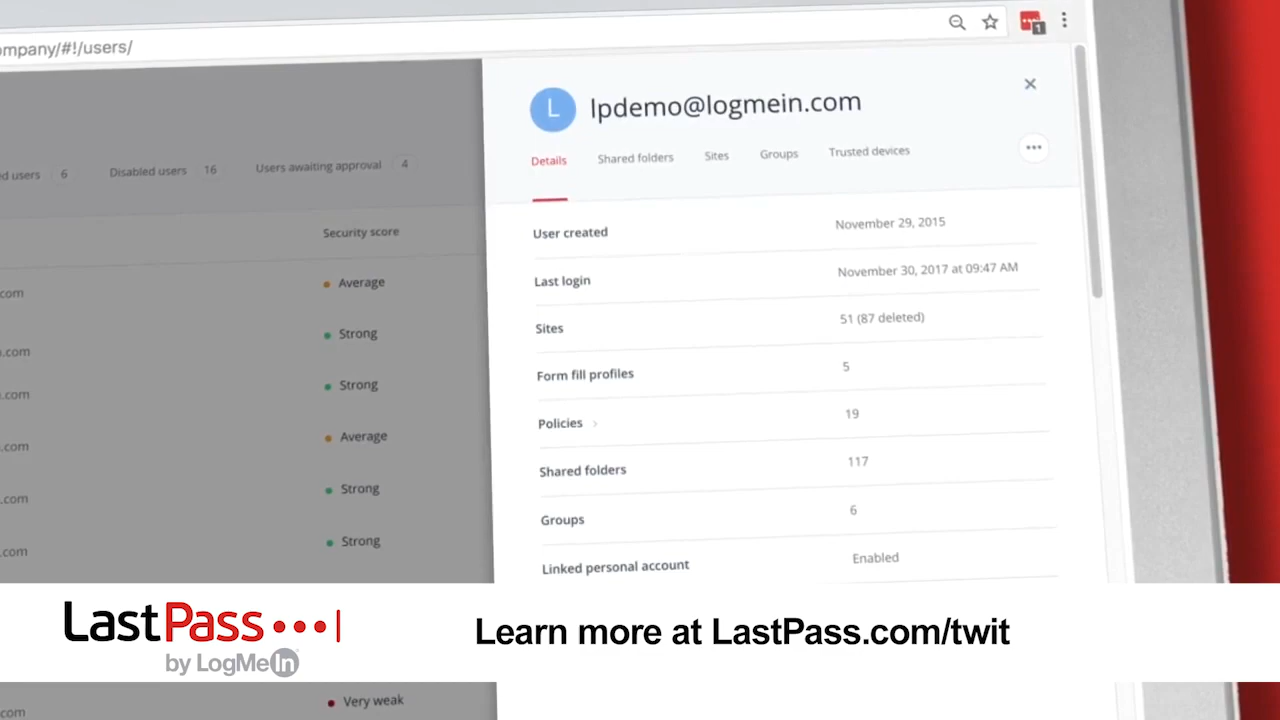 ompany/#!/users/
1
L
lpdemo@logmein.com
Details Shared folders Sites Groups Trusted devices
ed users 6 Disabled users 16 Users awaiting approval 4
Security score
User created November 29, 2015
Last login November 30, 2017 at 09:47 AM
Sites 51 (87 deleted)
Form fill profiles 5
Policies > 19
Shared folders 117
Groups 6
Linked personal account Enabled
.com Average
.com Strong
.com Strong
.com Average
.com Strong
.com Strong
LastPass
by LogMeIn
Learn more at LastPass.com/twit
.com Very weak